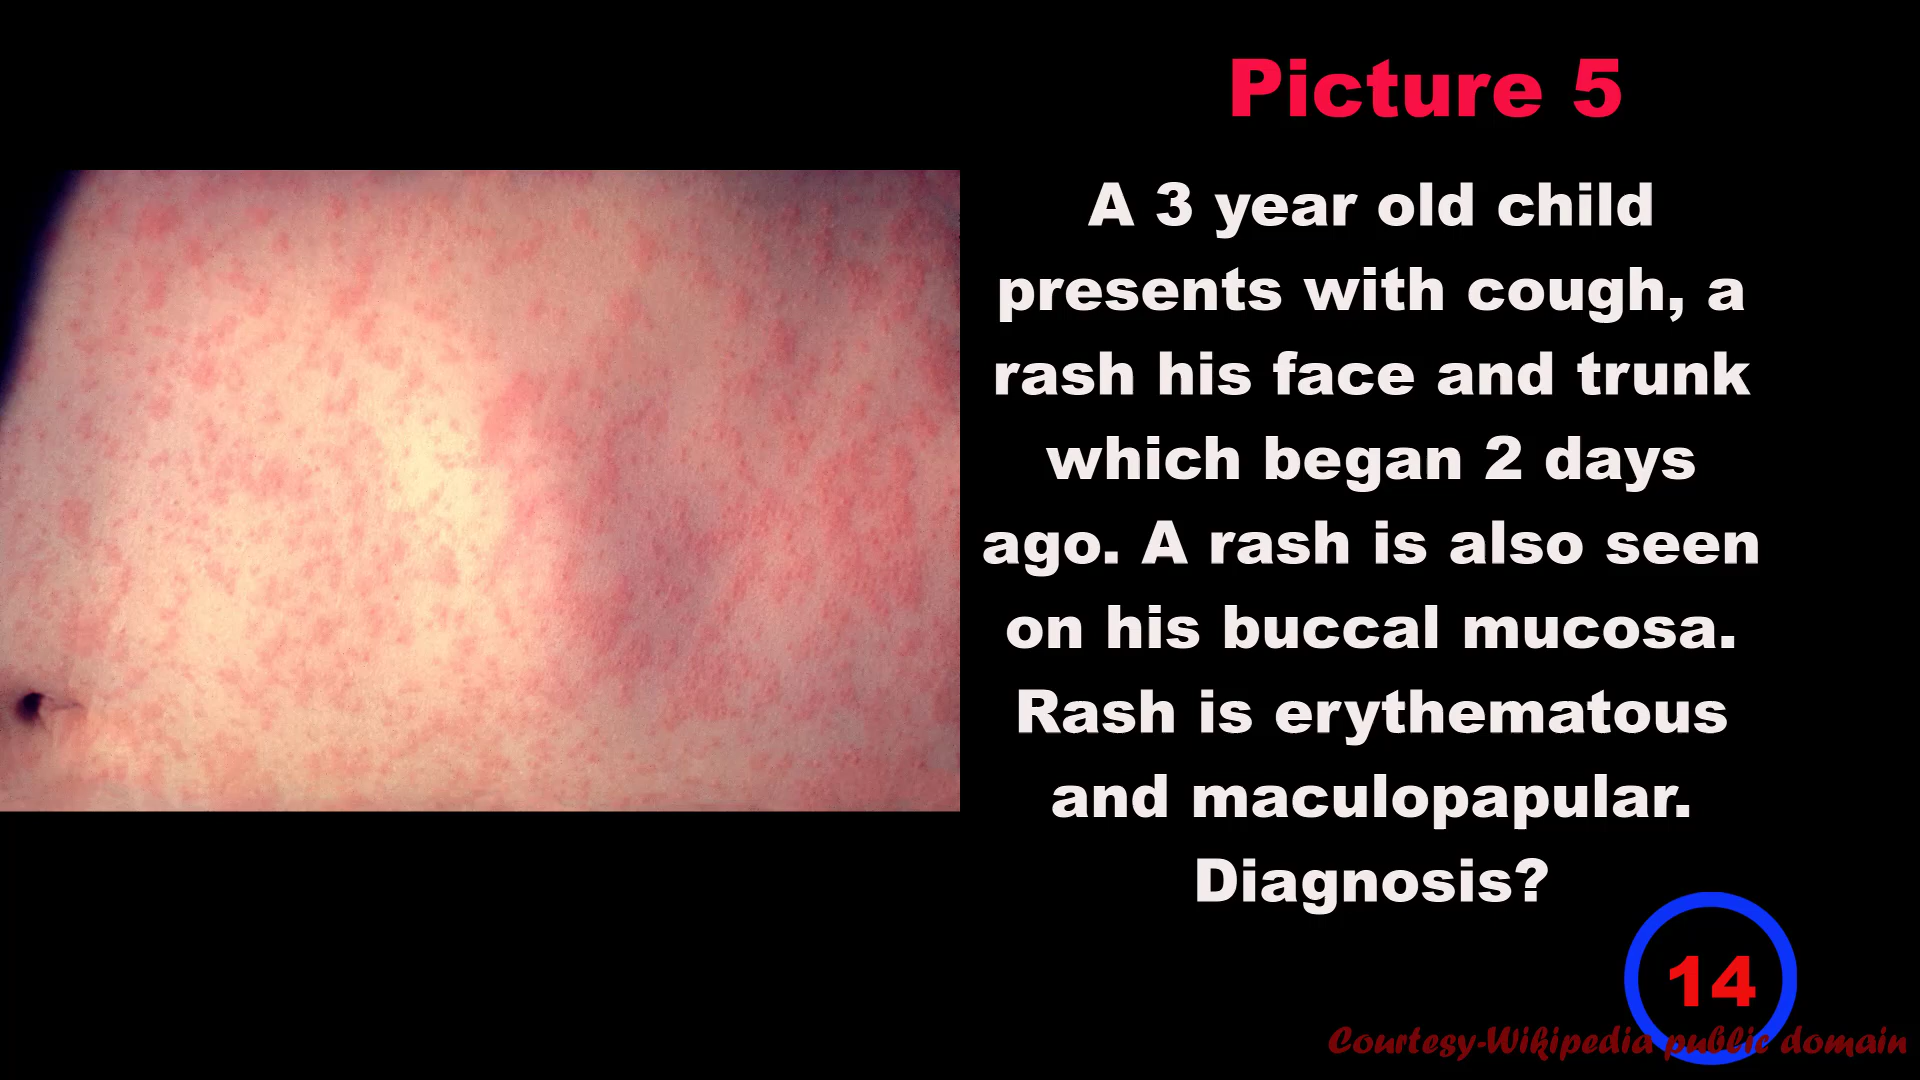 Picture 5
A 3 year old child
presents with cough, a
rash his face and trunk
which began 2 days
ago. A rash is also seen
on his buccal mucosa.
Rash is erythematous
and maculopapular.
Diagnosis?
14
Courtesy-Wikipedia public domain